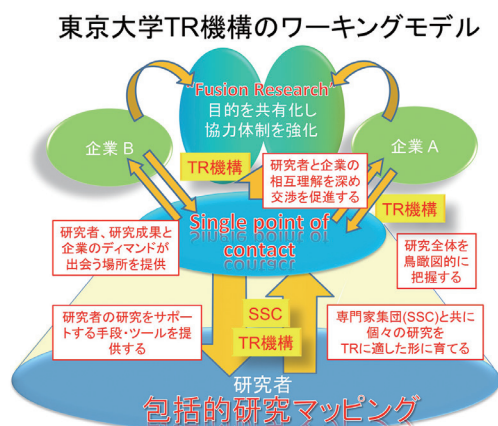 東京大学TR機構のワーキングモデル
"Fusion Research"
目的を共有化し
協力体制を強化
企業 B
企業 A
TR機構
研究者と企業の
相互理解を深め
交渉を促進する
TR機構
Single point of
contact
研究者、研究成果と
企業のディマンドが
出会う場所を提供
研究全体を
鳥瞰図的に
把握する
SSC
TR機構
研究者の研究をサポ
ートする手段・ツールを提
供する
専門家集団(SSC)と共に
個々の研究を
TRに適した形に育てる
研究者
包括的研究マッピング